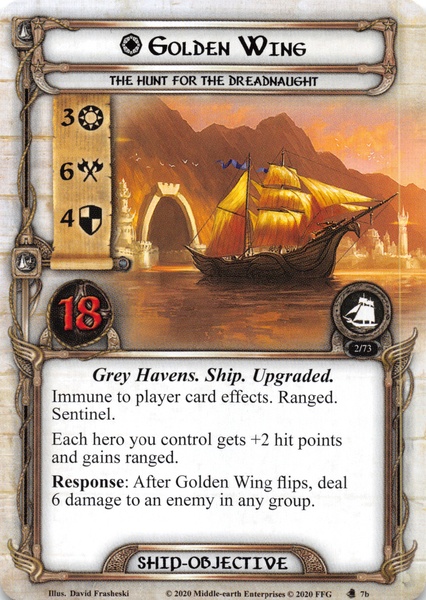 Golden Wing
The Hunt for the Dreadnaught
3
6
4
18
2/73
Grey Havens. Ship. Upgraded.
Immune to player card effects. Ranged.
Sentinel.
Each hero you control gets +2 hit points
and gains ranged.
Response: After Golden Wing flips, deal
6 damage to an enemy in any group.
Ship-Objective
Illus. David Frasheski © 2020 Middle-earth Enterprises © 2020 FFG 7b